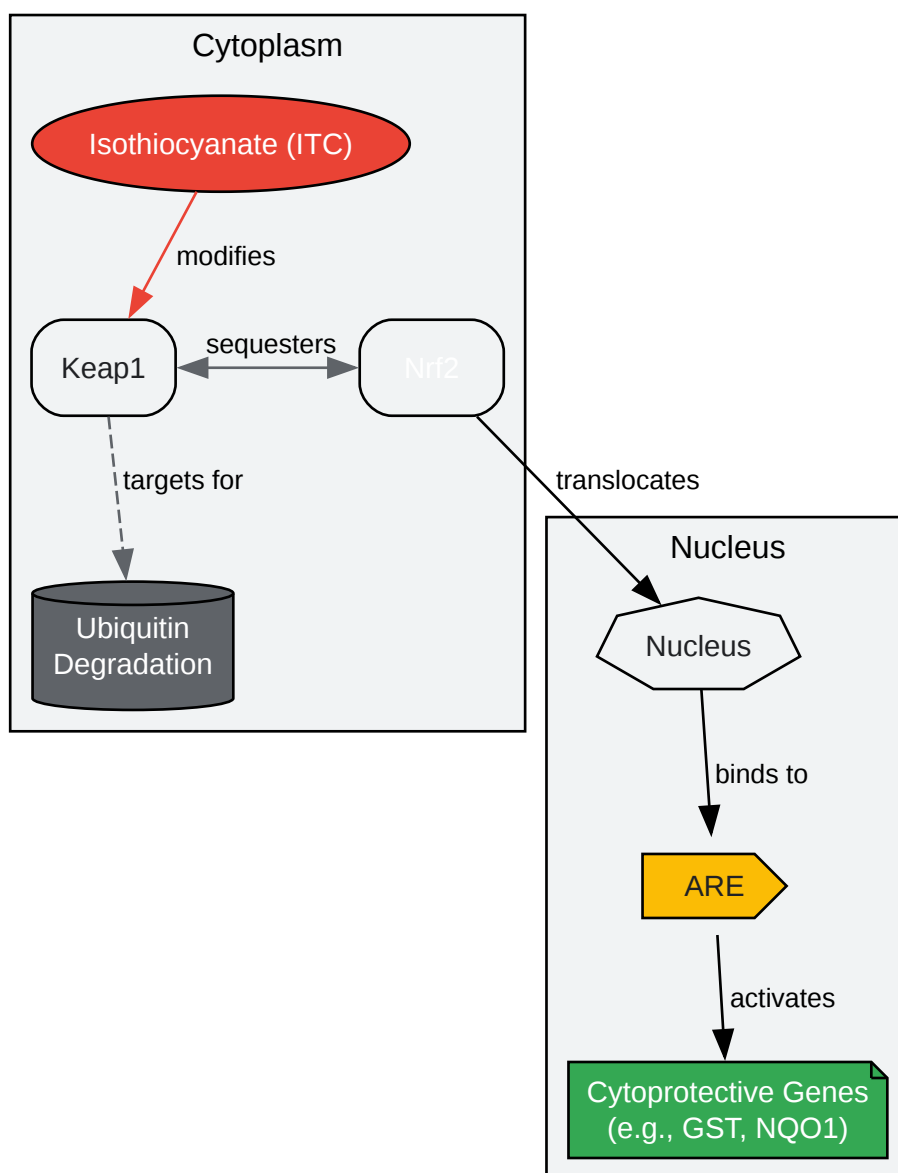 Cytoplasm
Isothiocyanate (ITC)
modifies
Keap1
sequesters
Nrf2
targets for
translocates
Ubiquitin
Degradation
Nucleus
Nucleus
binds to
ARE
activates
Cytoprotective Genes
(e.g., GST, NQO1)